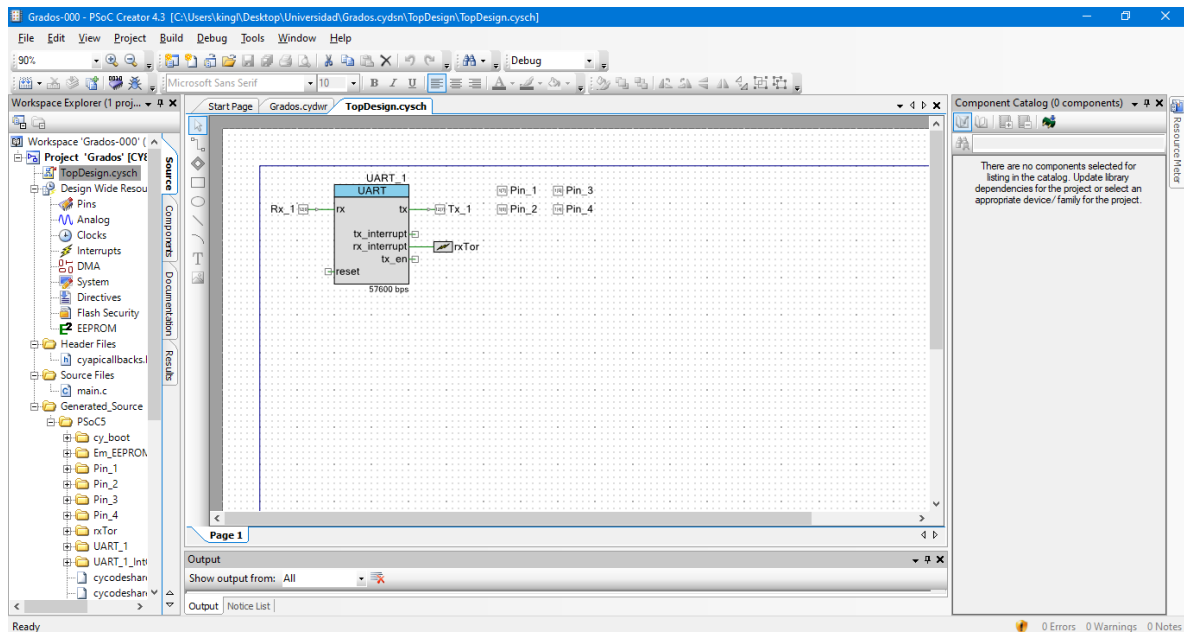 Grados-000 - PSoC Creator 4.3 [C:\Users\kingl\Desktop\Universidad\Grados.cydsn\TopDesign\TopDesign.cysch]
File Edit View Project Build Debug Tools Window Help
90% Debug
Microsoft Sans Serif 10 B I U A
Workspace Explorer (1 proj...
Workspace 'Grados-000' (
Project 'Grados' [CY8
TopDesign.cysch
Design Wide Resou
Pins
Analog
Clocks
Interrupts
DMA
System
Directives
Flash Security
EEPROM
Header Files
cyapicallbacks.
Source Files
main.c
Generated_Source
PSoC5
cy_boot
Em_EEPROM
Pin_1
Pin_2
Pin_3
Pin_4
rxTor
UART_1
UART_1_Int
cycodeshar
cycodeshar
Source
Components
Documentation
Results
Start Page Grados.cydwr TopDesign.cysch
UART_1
UART
Rx_1 rx tx Tx_1
tx_interrupt
rx_interrupt rxTor
tx_en
reset
57600 bps
Pin_1 Pin_3
Pin_2 Pin_4
Page 1
Output
Show output from: All
Output Notice List
Component Catalog (0 components)
There are no components selected for
listing in the catalog. Update library
dependencies for the project or select an
appropriate device/family for the project.
Resource Meter
Ready 0 Errors 0 Warnings 0 Notes